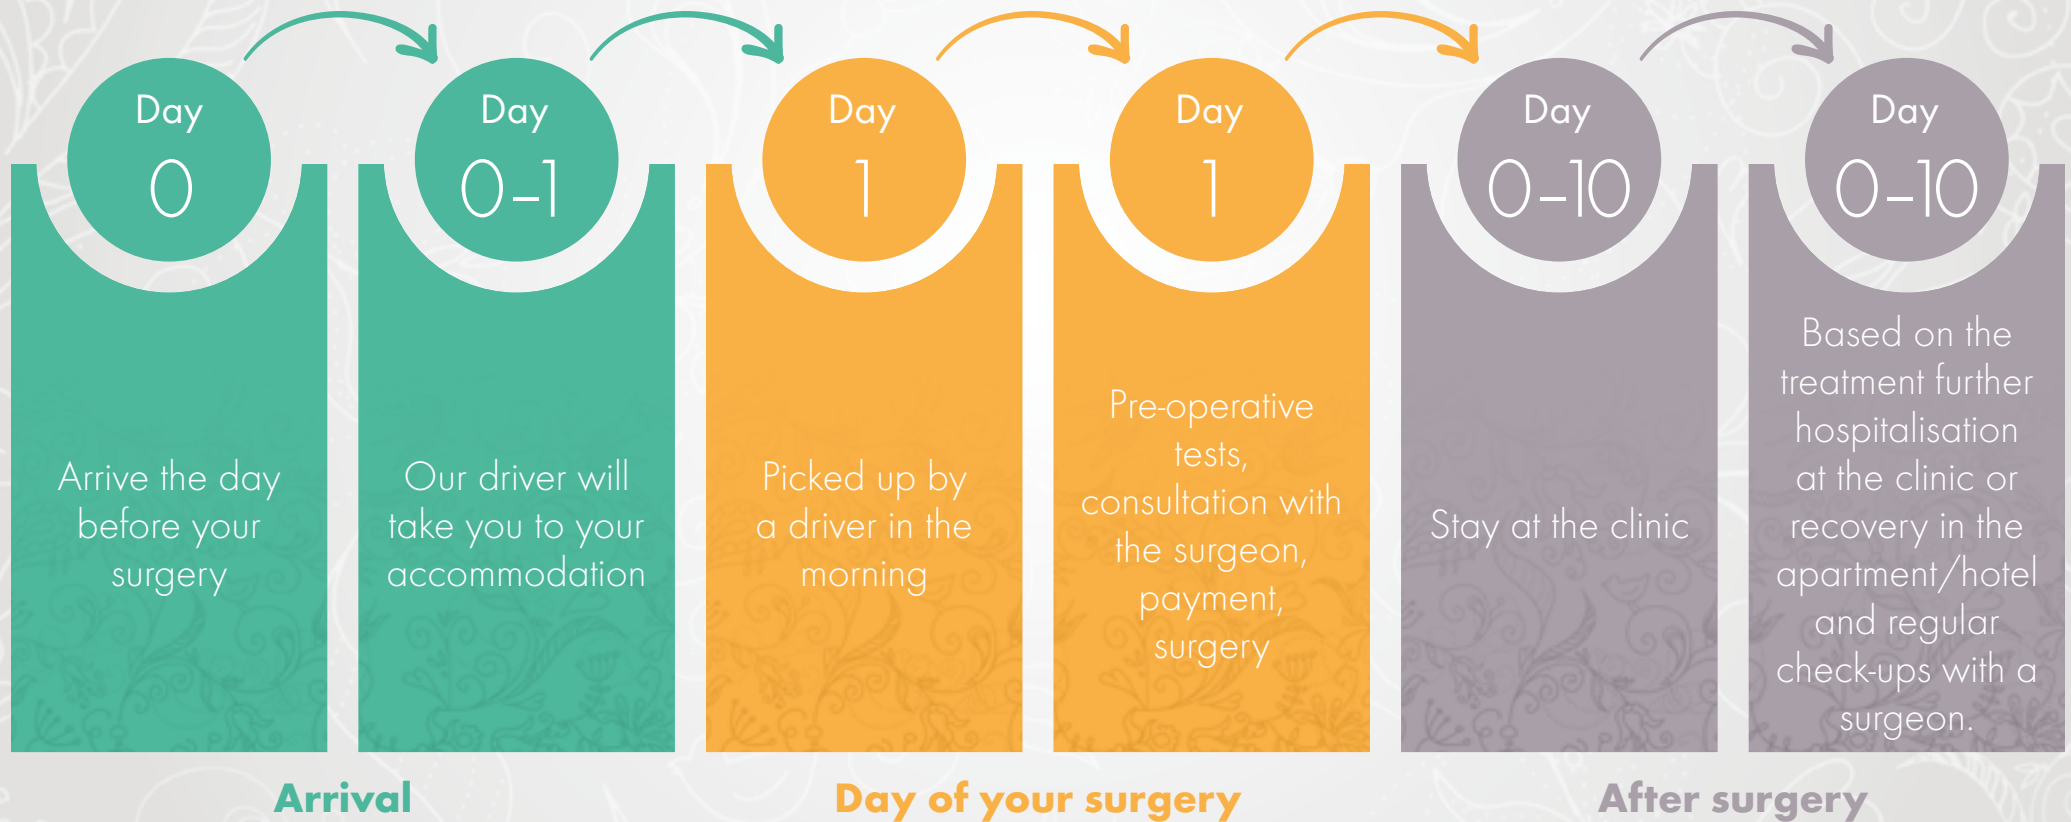 Day
0
Arrive the day
before your
surgery
Day
0–1
Our driver will
take you to your
accommodation
Day
1
Picked up by
a driver in the
morning
Day
1
Pre-operative
tests,
consultation with
the surgeon,
payment,
surgery
Day
0–10
Stay at the clinic
Day
0–10
Based on the
treatment further
hospitalisation
at the clinic or
recovery in the
apartment/hotel
and regular
check-ups with a
surgeon.
Arrival
Day of your surgery
After surgery